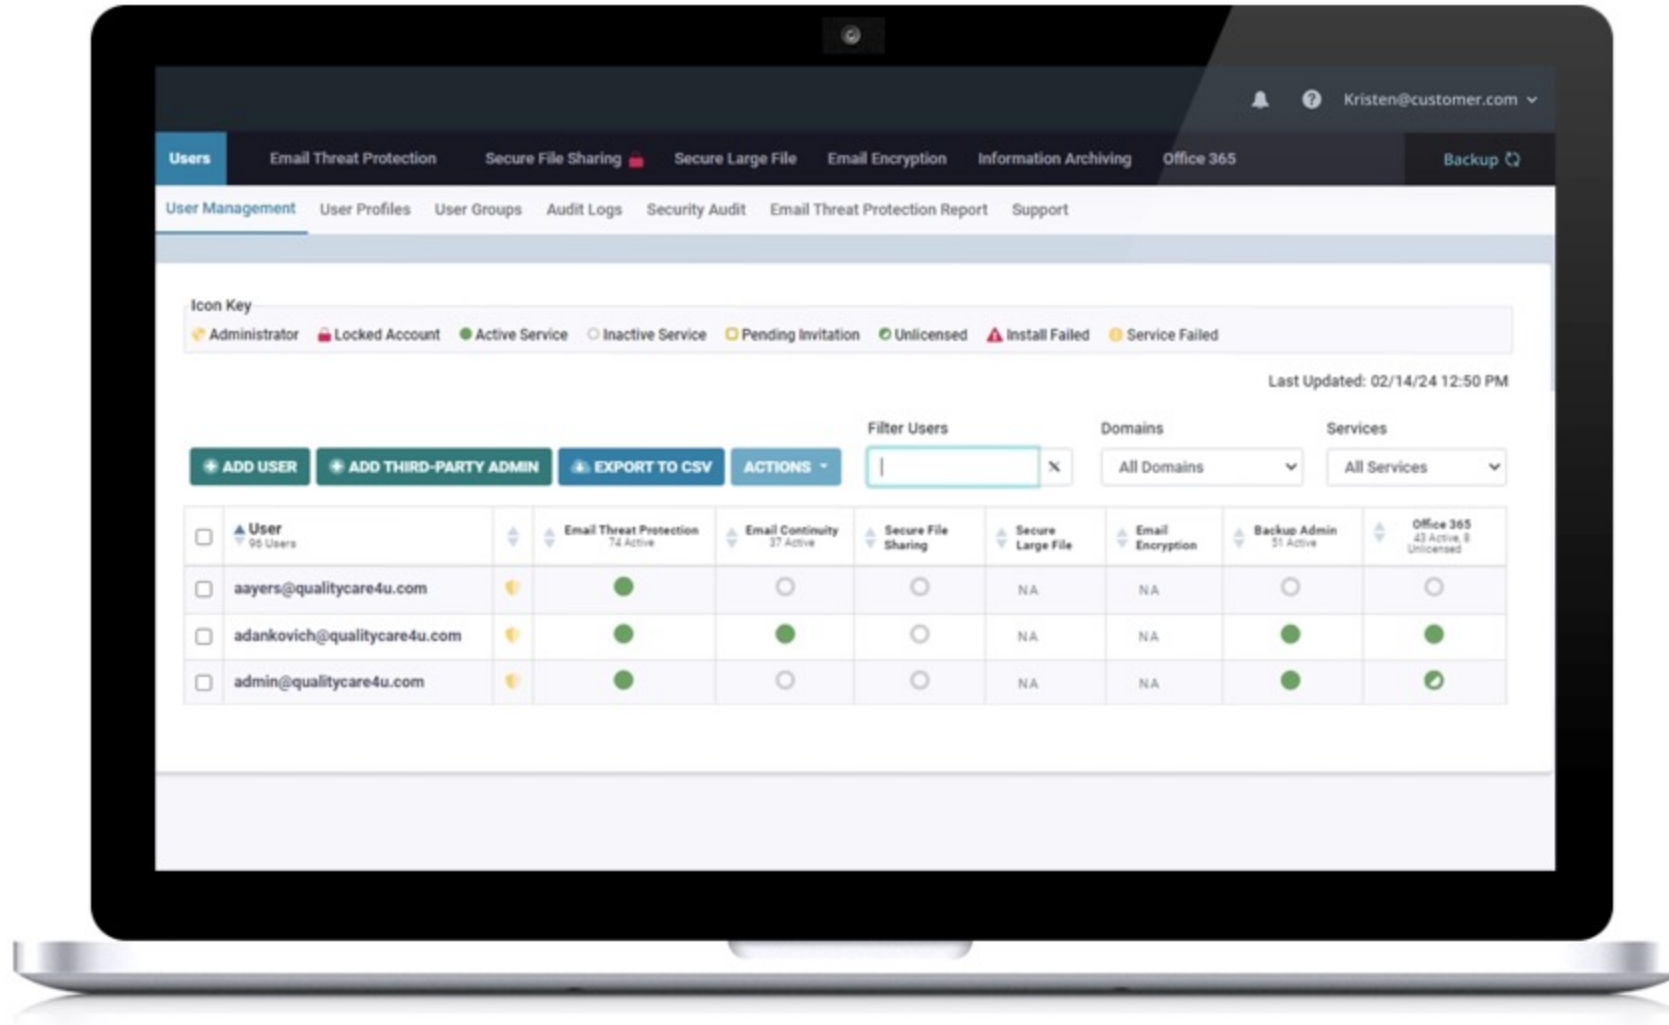 Kristen@customer.com
Users Email Threat Protection Secure File Sharing Secure Large File Email Encryption Information Archiving Office 365 Backup
User Management User Profiles User Groups Audit Logs Security Audit Email Threat Protection Report Support
Icon Key
Administrator Locked Account Active Service Inactive Service Pending Invitation Unlicensed Install Failed Service Failed
Last Updated: 02/14/24 12:50 PM
Filter Users Domains Services
ADD USER ADD THIRD-PARTY ADMIN EXPORT TO CSV ACTIONS All Domains All Services
User Email Threat Protection Email Continuity Secure File Secure Email Backup Admin Office 365
96 Users 74 Active 37 Active Sharing Large File Encryption 51 Active 43 Active, 8
Unlicensed
aayers@qualitycare4u.com NA NA
adankovich@qualitycare4u.com NA NA
admin@qualitycare4u.com NA NA